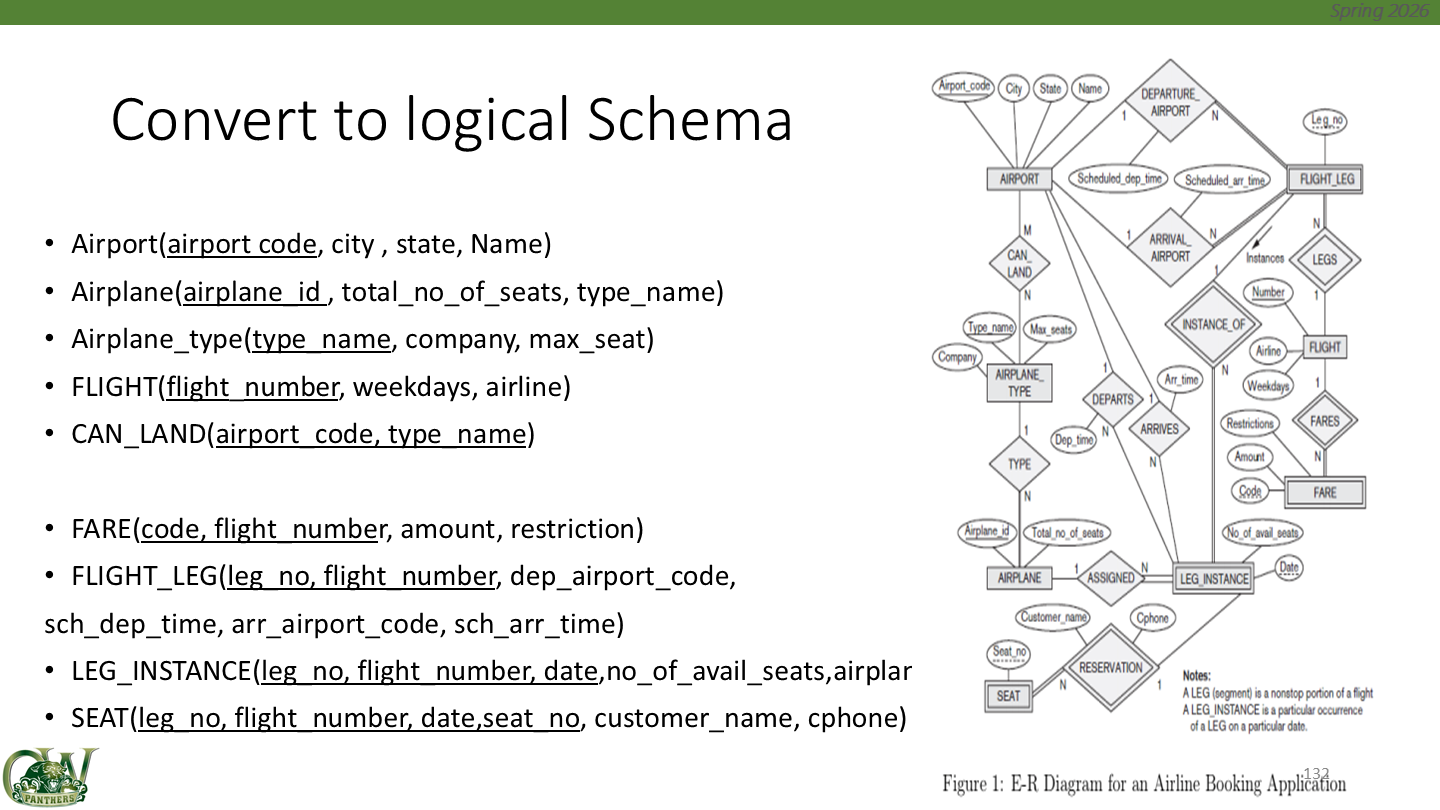 Spring 2026
Convert to logical Schema
• Airport(airport code, city , state, Name)
• Airplane(airplane_id , total_no_of_seats, type_name)
• Airplane_type(type_name, company, max_seat)
• FLIGHT(flight_number, weekdays, airline)
• CAN_LAND(airport_code, type_name)
• FARE(code, flight_number, amount, restriction)
• FLIGHT_LEG(leg_no, flight_number, dep_airport_code,
sch_dep_time, arr_airport_code, sch_arr_time)
• LEG_INSTANCE(leg_no, flight_number, date,no_of_avail_seats,airplan
• SEAT(leg_no, flight_number, date,seat_no, customer_name, cphone)
Airport_code
City
State
Name
DEPARTURE_
AIRPORT
1
N
Leg_no
AIRPORT
Scheduled_dep_time
Scheduled_arr_time
FLIGHT_LEG
M
1
N
ARRIVAL_
AIRPORT
N
CAN_
LAND
Instances
LEGS
1
N
Number
1
Type_name
Max_seats
INSTANCE_OF
Company
Airline
FLIGHT
AIRPLANE_
TYPE
1
Arr_time
N
Weekdays
1
DEPARTS
1
Restrictions
FARES
1
Dep_time
N
ARRIVES
Amount
N
TYPE
N
Code
FARE
N
Airplane_id
Total_no_of_seats
No_of_avail_seats
AIRPLANE
1
ASSIGNED
N
LEG_INSTANCE
Date
Customer_name
Cphone
Seat_no
RESERVATION
SEAT
N
1
Notes:
A LEG (segment) is a nonstop portion of a flight
A LEG_INSTANCE is a particular occurrence
of a LEG on a particular date.
OW
PANTHERS
132
Figure 1: E-R Diagram for an Airline Booking Application